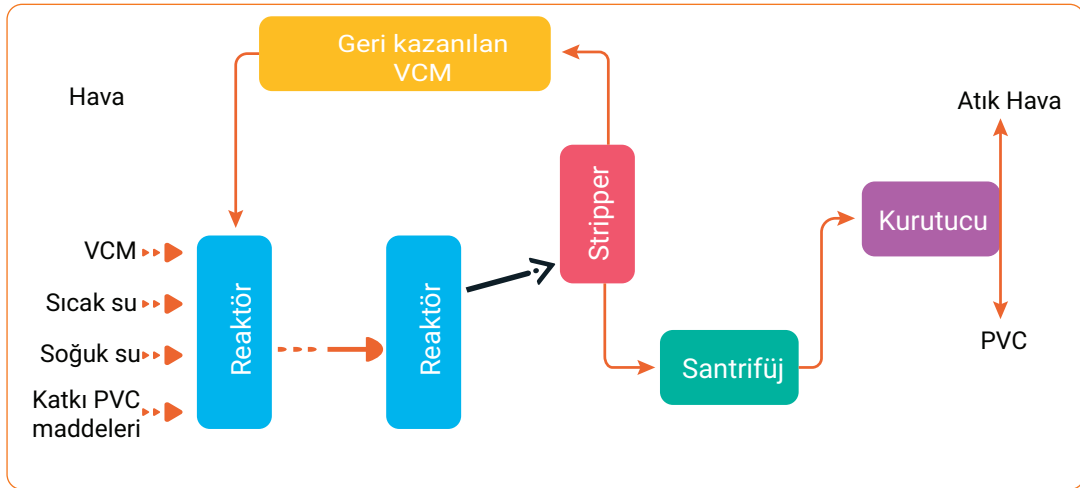 Geri kazanılan
VCM
Hava
Atık Hava
Stripper
Kurutucu
VCM
Sıcak su
Soğuk su
Katkı PVC
maddeleri
Reaktör
Reaktör
Santrifüj
PVC